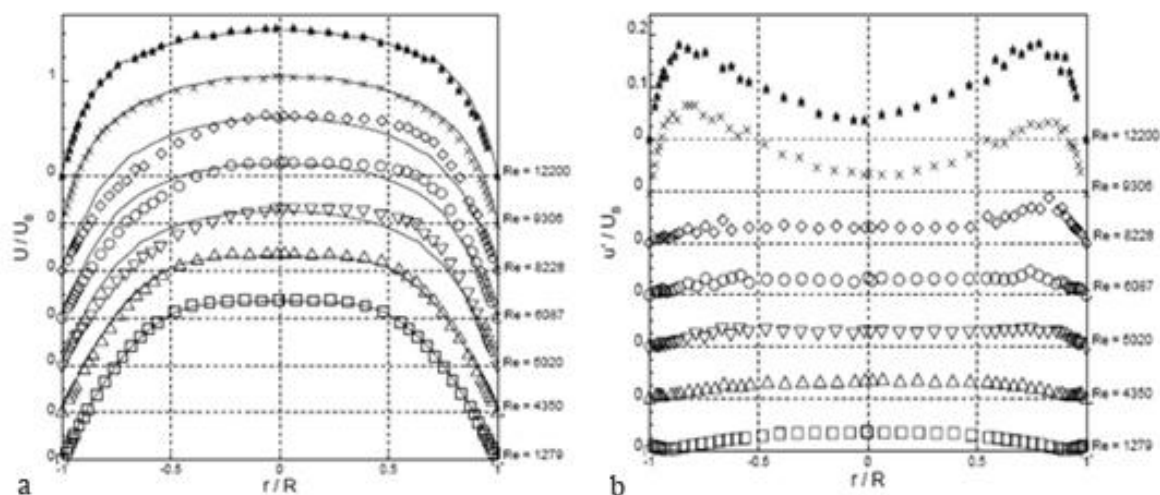 1
0
0
0
0
0
0
0
U / U₀
-1
-0.5
0
0.5
1
r / R
Re = 12200
Re = 9306
Re = 8228
Re = 6087
Re = 5020
Re = 4350
Re = 1279
a
0.2
0.1
0
0
0
0
0
0
0
u' / U₀
-1
-0.5
0
0.5
1
r / R
Re = 12200
Re = 9306
Re = 8228
Re = 6087
Re = 5020
Re = 4350
Re = 1279
b